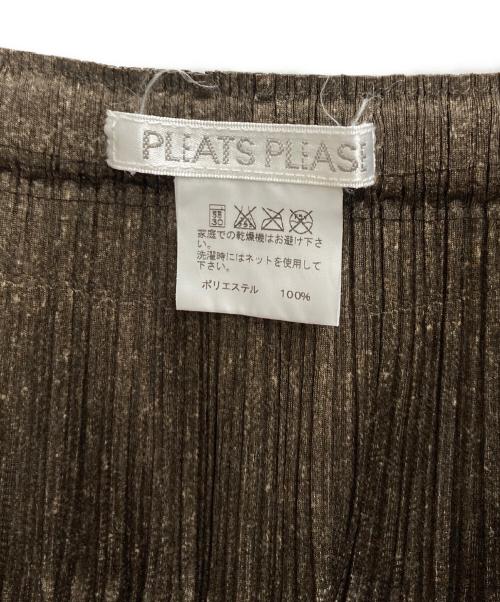 PLEATS PLEASE
弱
30
家庭での乾燥機はお避け下さ
い。
洗濯時にはネットを使用して
下さい。
ポリエステル 100%